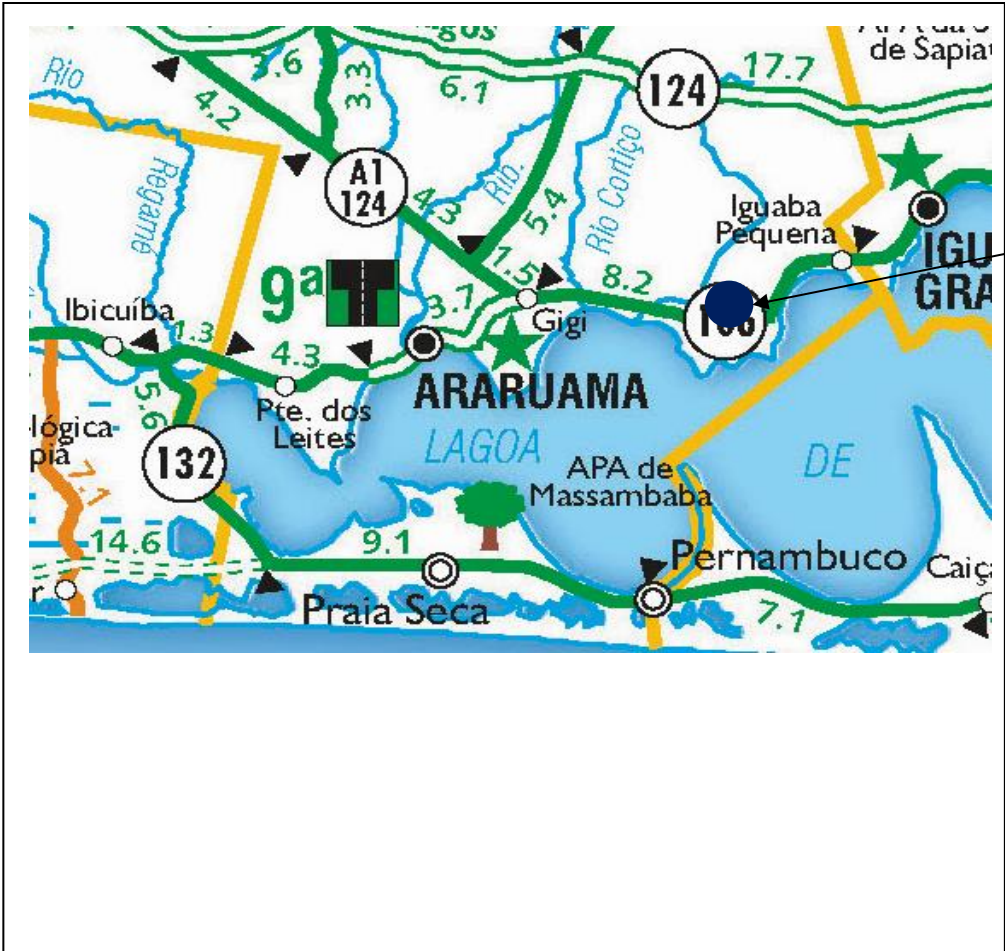 de Sapia
Rio
3.6
3.3
6.1
124
17.7
4.2
Regamé
A1
124
4.3
Rib.
5.4
Rio Cortiço
Iguaba
Pequena
IGU
GRA
9ª
1.5
8.2
3.7
Gigi
Ibicuíba
1.3
4.3
ARARUAMA
Pte. dos
Leites
5.6
lógica
pia
7.1
132
LAGOA
DE
APA de
Massambaba
14.6
9.1
Pernambuco
Caiça
Praia Seca
7.1